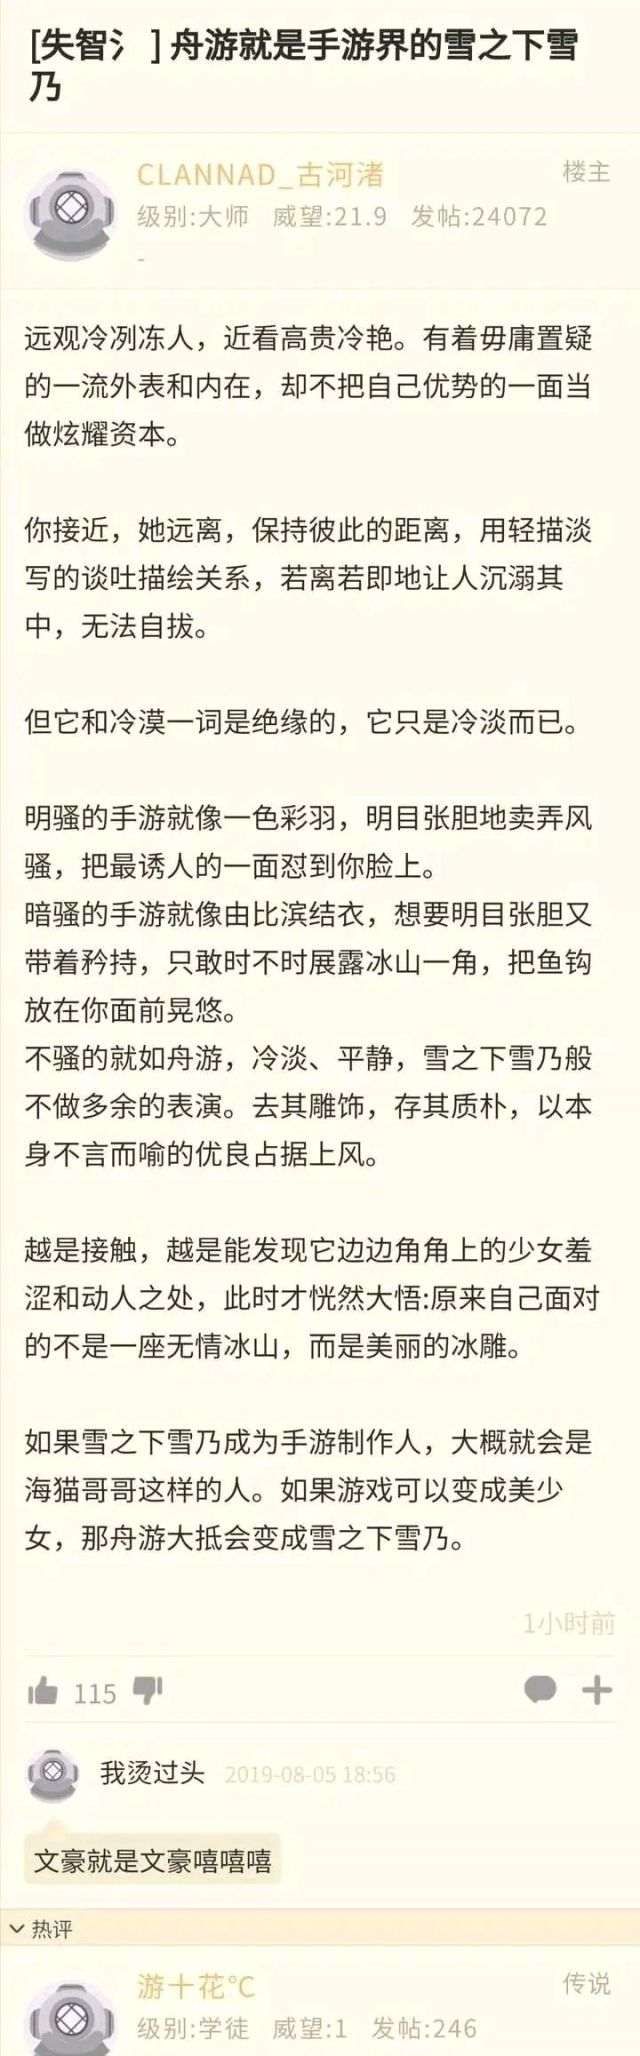 [失智氵 ] 舟游就是手游界的雪之下雪
乃
CLANNAD_古河渚
楼主
级别:大师 威望:21.9 发帖:24072
-
远观冷冽冻人，近看高贵冷艳。有着毋庸置疑
的一流外表和内在，却不把自己优势的一面当
做炫耀资本。
你接近，她远离，保持彼此的距离，用轻描淡
写的谈吐描绘关系，若离若即地让人沉溺其
中，无法自拔。
但它和冷漠一词是绝缘的，它只是冷淡而已。
明骚的手游就像一色彩羽，明目张胆地卖弄风
骚，把最诱人的一面怼到你脸上。
暗骚的手游就像由比滨结衣，想要明目张胆又
带着矜持，只敢时不时展露冰山一角，把鱼钩
放在你面前晃悠。
不骚的就如舟游，冷淡、平静，雪之下雪乃般
不做多余的表演。去其雕饰，存其质朴，以本
身不言而喻的优良占据上风。
越是接触，越是能发现它边边角角上的少女羞
涩和动人之处，此时才恍然大悟:原来自己面对
的不是一座无情冰山，而是美丽的冰雕。
如果雪之下雪乃成为手游制作人，大概就会是
海猫哥哥这样的人。如果游戏可以变成美少
女，那舟游大抵会变成雪之下雪乃。
1小时前
115
我烫过头 2019-08-05 18:56
文豪就是文豪嘻嘻嘻
热评
游十花℃
传说
级别:学徒 威望:1 发帖:246